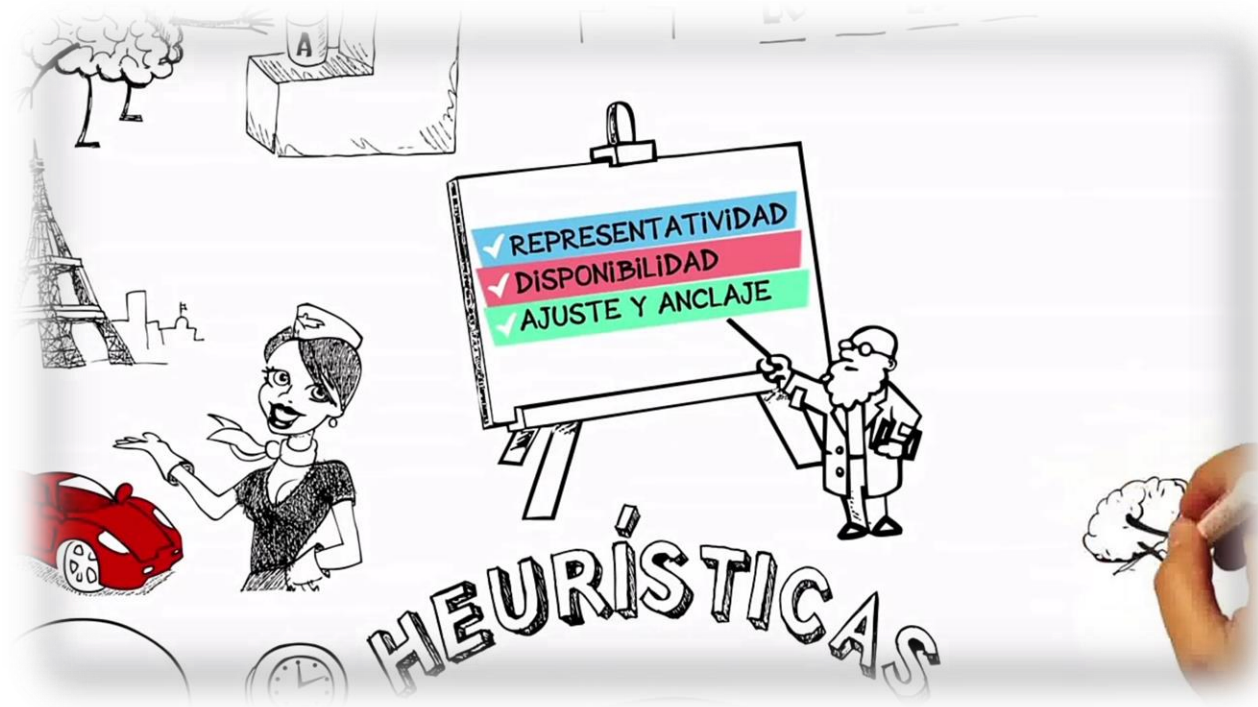 A
REPRESENTATIVIDAD
DISPONIBILIDAD
AJUSTE Y ANCLAJE
HEURÍSTICAS